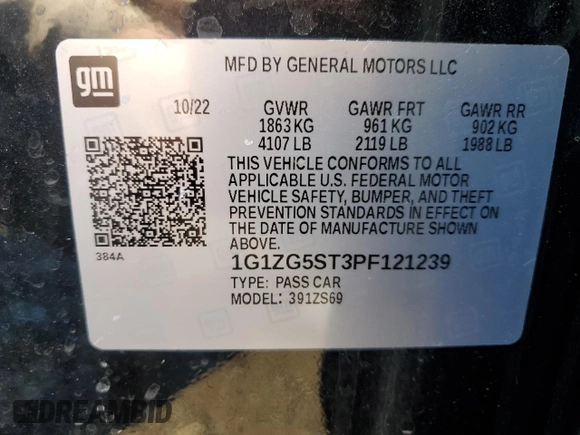 gm
MFD BY GENERAL MOTORS LLC
10/22 GVWR GAWR FRT GAWR RR
1863 KG 961 KG 902 KG
4107 LB 2119 LB 1988 LB
THIS VEHICLE CONFORMS TO ALL
APPLICABLE U.S. FEDERAL MOTOR
VEHICLE SAFETY, BUMPER, AND THEFT
PREVENTION STANDARDS IN EFFECT ON
THE DATE OF MANUFACTURE SHOWN
ABOVE.
384A
1G1ZG5ST3PF121239
TYPE: PASS CAR
MODEL: 391ZS69
DREAMBID